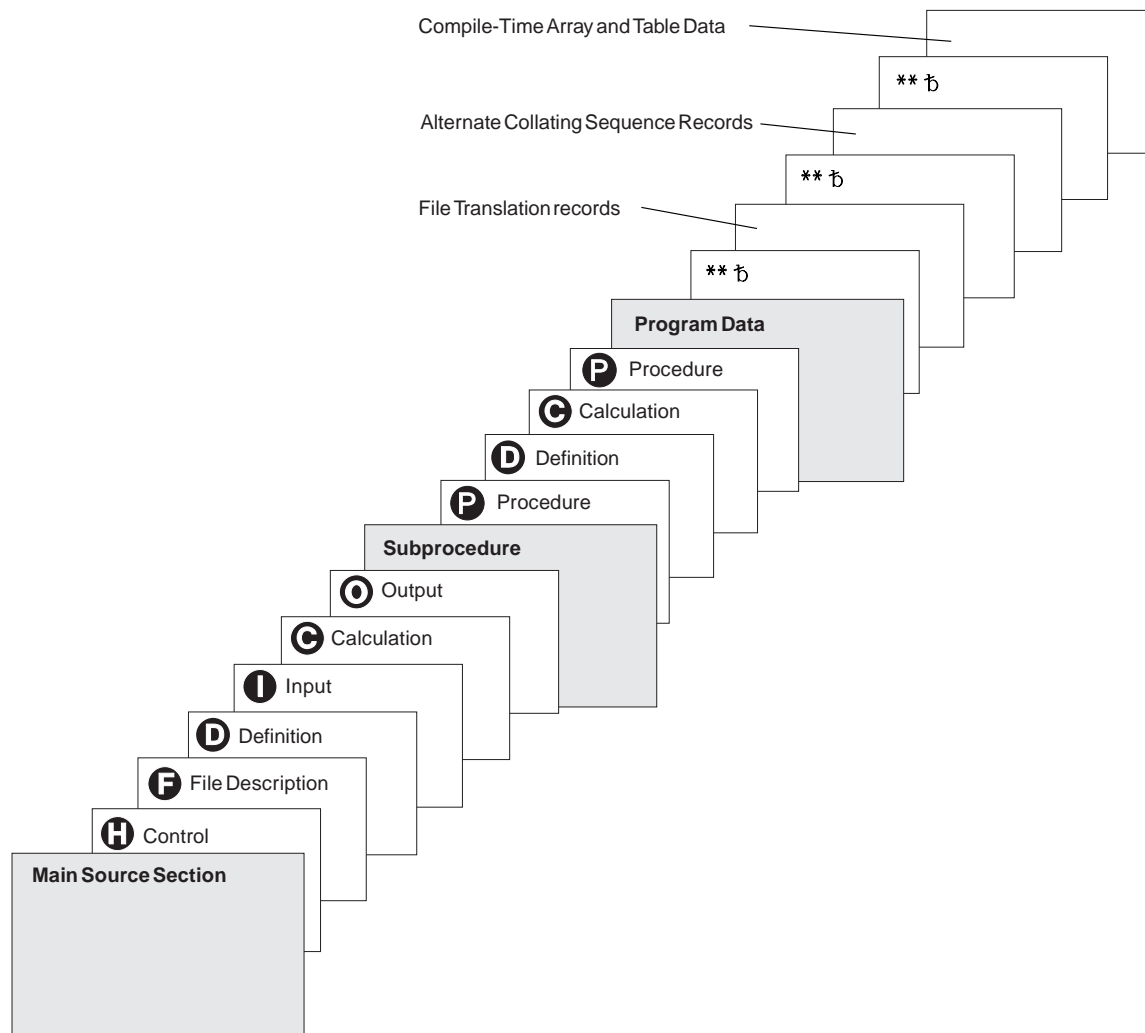 Compile-Time Array and Table Data
** ␢
Alternate Collating Sequence Records
** ␢
File Translation records
** ␢
Program Data
P Procedure
C Calculation
D Definition
P Procedure
Subprocedure
O Output
C Calculation
I Input
D Definition
F File Description
H Control
Main Source Section